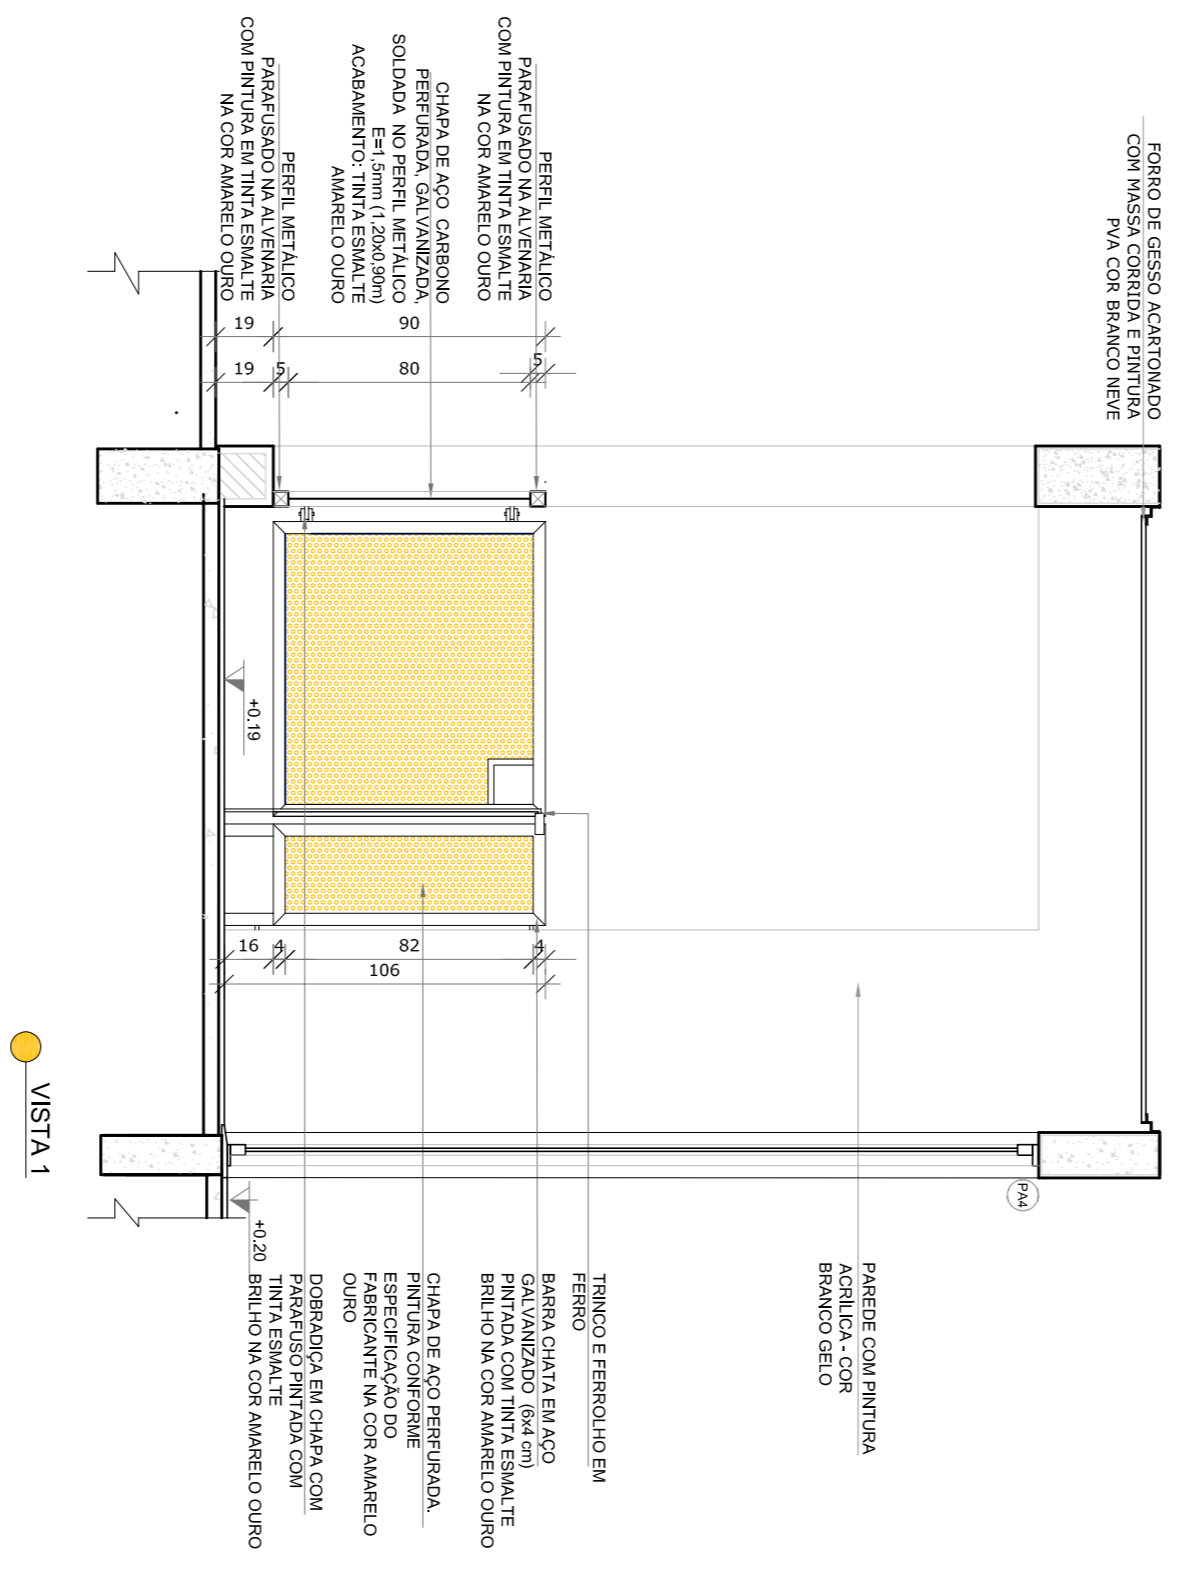 FORRO DE GESSO ACARTONADO
COM MASSA CORRIDA E PINTURA
PVA COR BRANCO NEVE
PERFIL METÁLICO
PARAFUSADO NA ALVENARIA
COM PINTURA EM TINTA ESMALTE
NA COR AMARELO OURO
CHAPA DE AÇO CARBONO
PERFURADA, GALVANIZADA,
SOLDADA NO PERFIL METÁLICO
E=1,5mm (1,20x0,90m)
ACABAMENTO: TINTA ESMALTE
AMARELO OURO
PERFIL METÁLICO
PARAFUSADO NA ALVENARIA
COM PINTURA EM TINTA ESMALTE
NA COR AMARELO OURO
90
19
5
80
5
19
+0.19
4
82
4
16
106
PA4
+0.20
PAREDE COM PINTURA
ACRÍLICA - COR
BRANCO GELO
TRINCO E FERROLHO EM
FERRO
BARRA CHATA EM AÇO
GALVANIZADO (6x4 cm)
PINTADA COM TINTA ESMALTE
BRILHO NA COR AMARELO OURO
CHAPA DE AÇO PERFURADA.
PINTURA CONFORME
ESPECIFICAÇÃO DO
FABRICANTE NA COR AMARELO
OURO
DOBRADIÇA EM CHAPA COM
PARAFUSO PINTADA COM
TINTA ESMALTE
BRILHO NA COR AMARELO OURO
VISTA 1